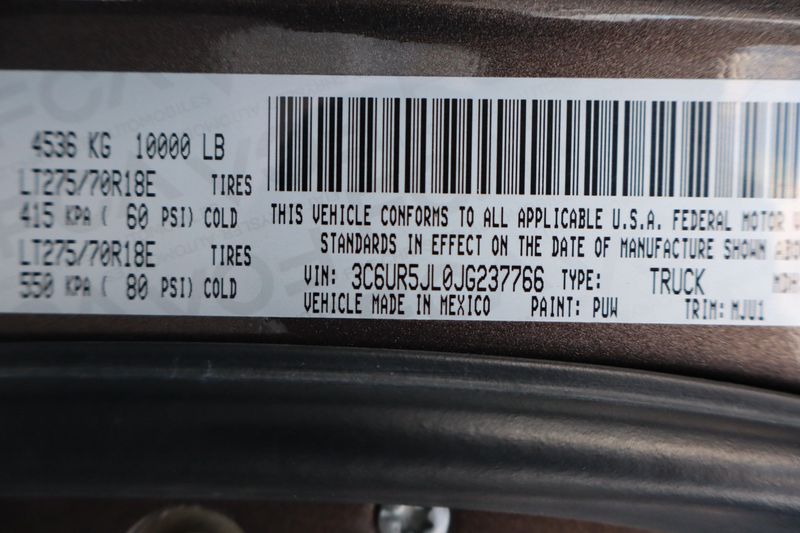 4536 KG 10000 LB
LT275/70R18E TIRES
415 KPA ( 60 PSI) COLD
LT275/70R18E TIRES
550 KPA ( 80 PSI) COLD
THIS VEHICLE CONFORMS TO ALL APPLICABLE U.S.A. FEDERAL MOTOR
STANDARDS IN EFFECT ON THE DATE OF MANUFACTURE SHOWN ABO
VIN: 3C6UR5JL0JG237766 TYPE: TRUCK MDH
VEHICLE MADE IN MEXICO PAINT: PUW TRIM: MJU1